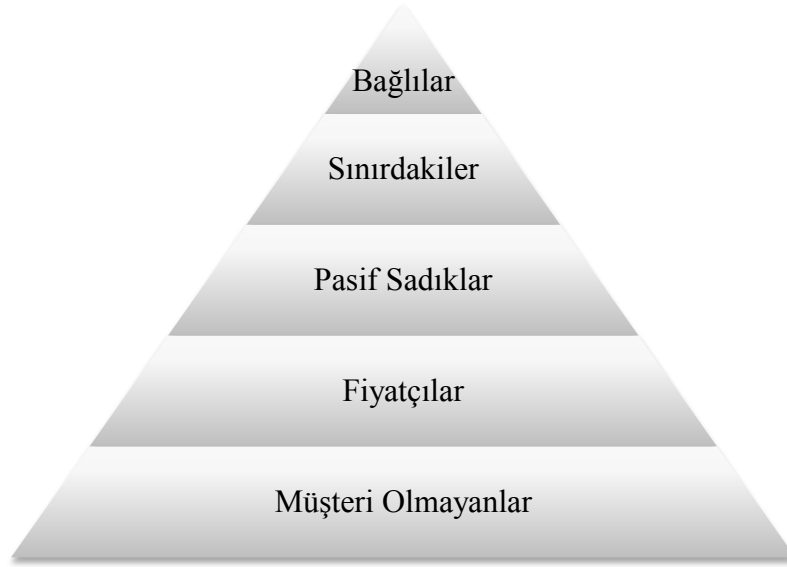 Bağlılar
Sınırdakiler
Pasif Sadıklar
Fiyatçılar
Müşteri Olmayanlar